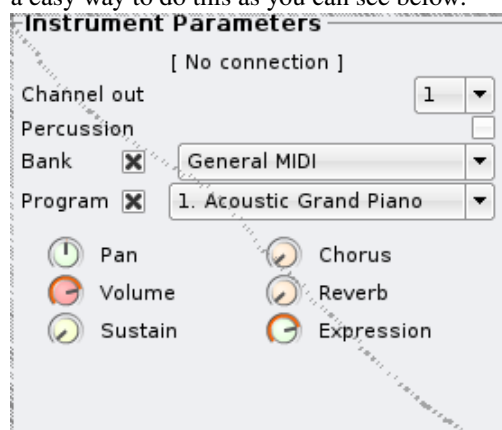 a easy way to do this as you can see below.
Instrument Parameters
[ No connection ]
Channel out 1
Percussion
Bank General MIDI
Program 1. Acoustic Grand Piano
Pan Chorus
Volume Reverb
Sustain Expression